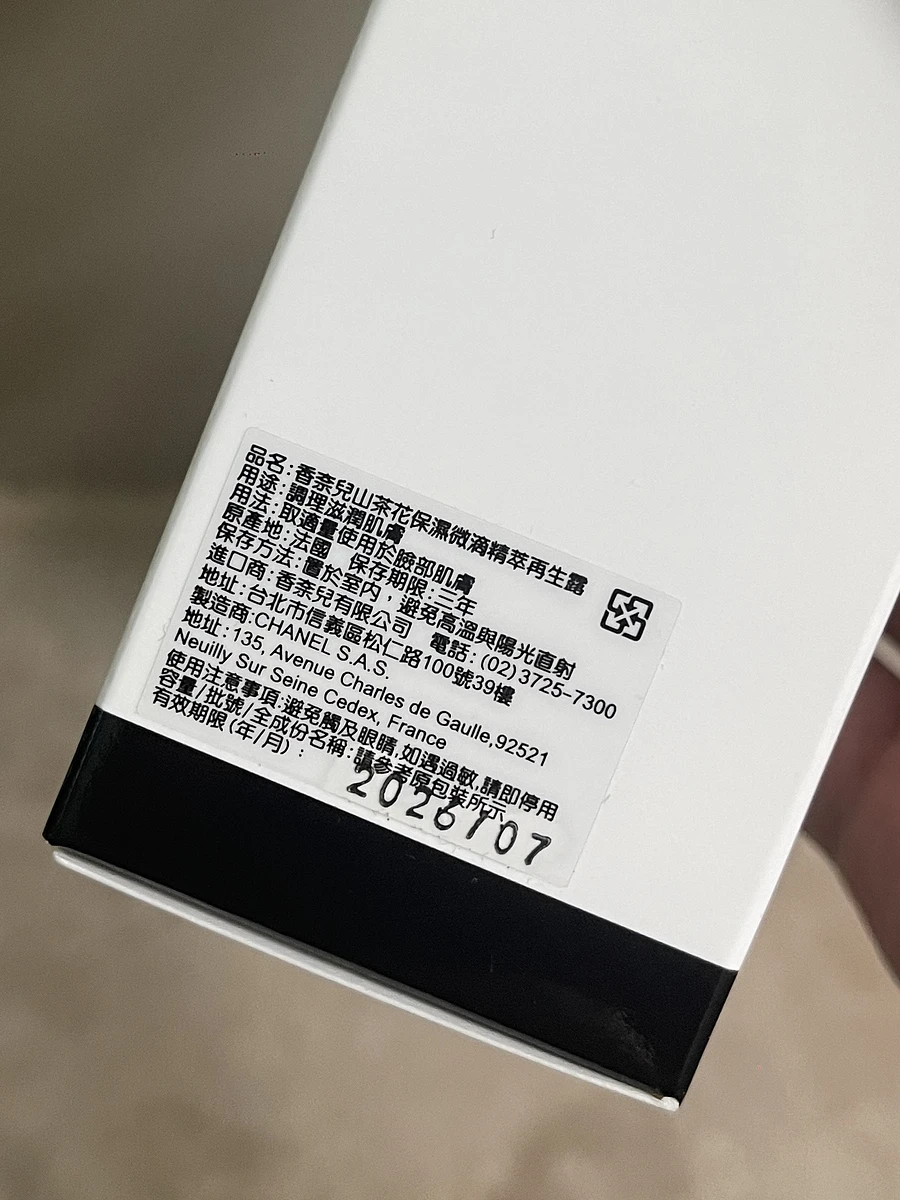 品名:香奈兒山茶花保濕微滴精萃再生露
用途:調理滋潤肌膚
用法:取適量使用於臉部肌膚
原產地:法國 保存期限:三年
保存方法:置於室內，避免高溫與陽光直射
進口商:香奈兒有限公司 電話:(02)3725-7300
地址:台北市信義區松仁路100號39樓
製造商:CHANEL S.A.S.
地址:135, Avenue Charles de Gaulle,92521
Neuilly Sur Seine Cedex, France
使用注意事項:避免觸及眼睛,如遇過敏,請即停用
容量/批號/全成份名稱:請參考原包裝所示
有效期限(年/月):
2026/07